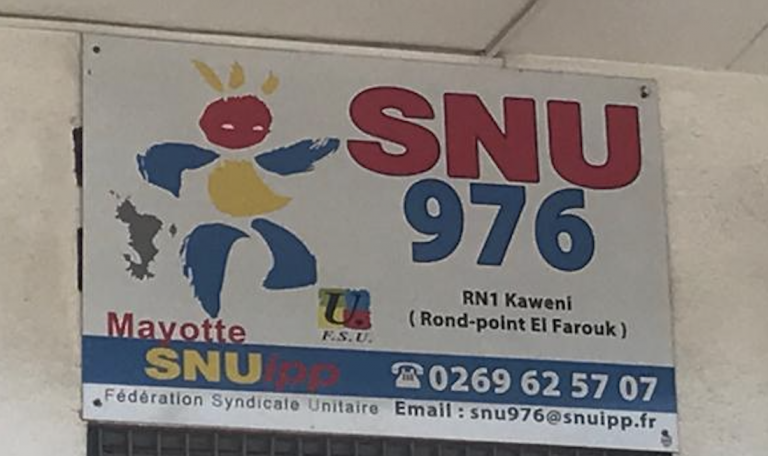 SNU
976
RN1 Kaweni
( Rond-point El Farouk )
U.
F.S.U.
Mayotte
SNUipp
Fédération Syndicale Unitaire
☎0269 62 57 07
Email : snu976@snuipp.fr